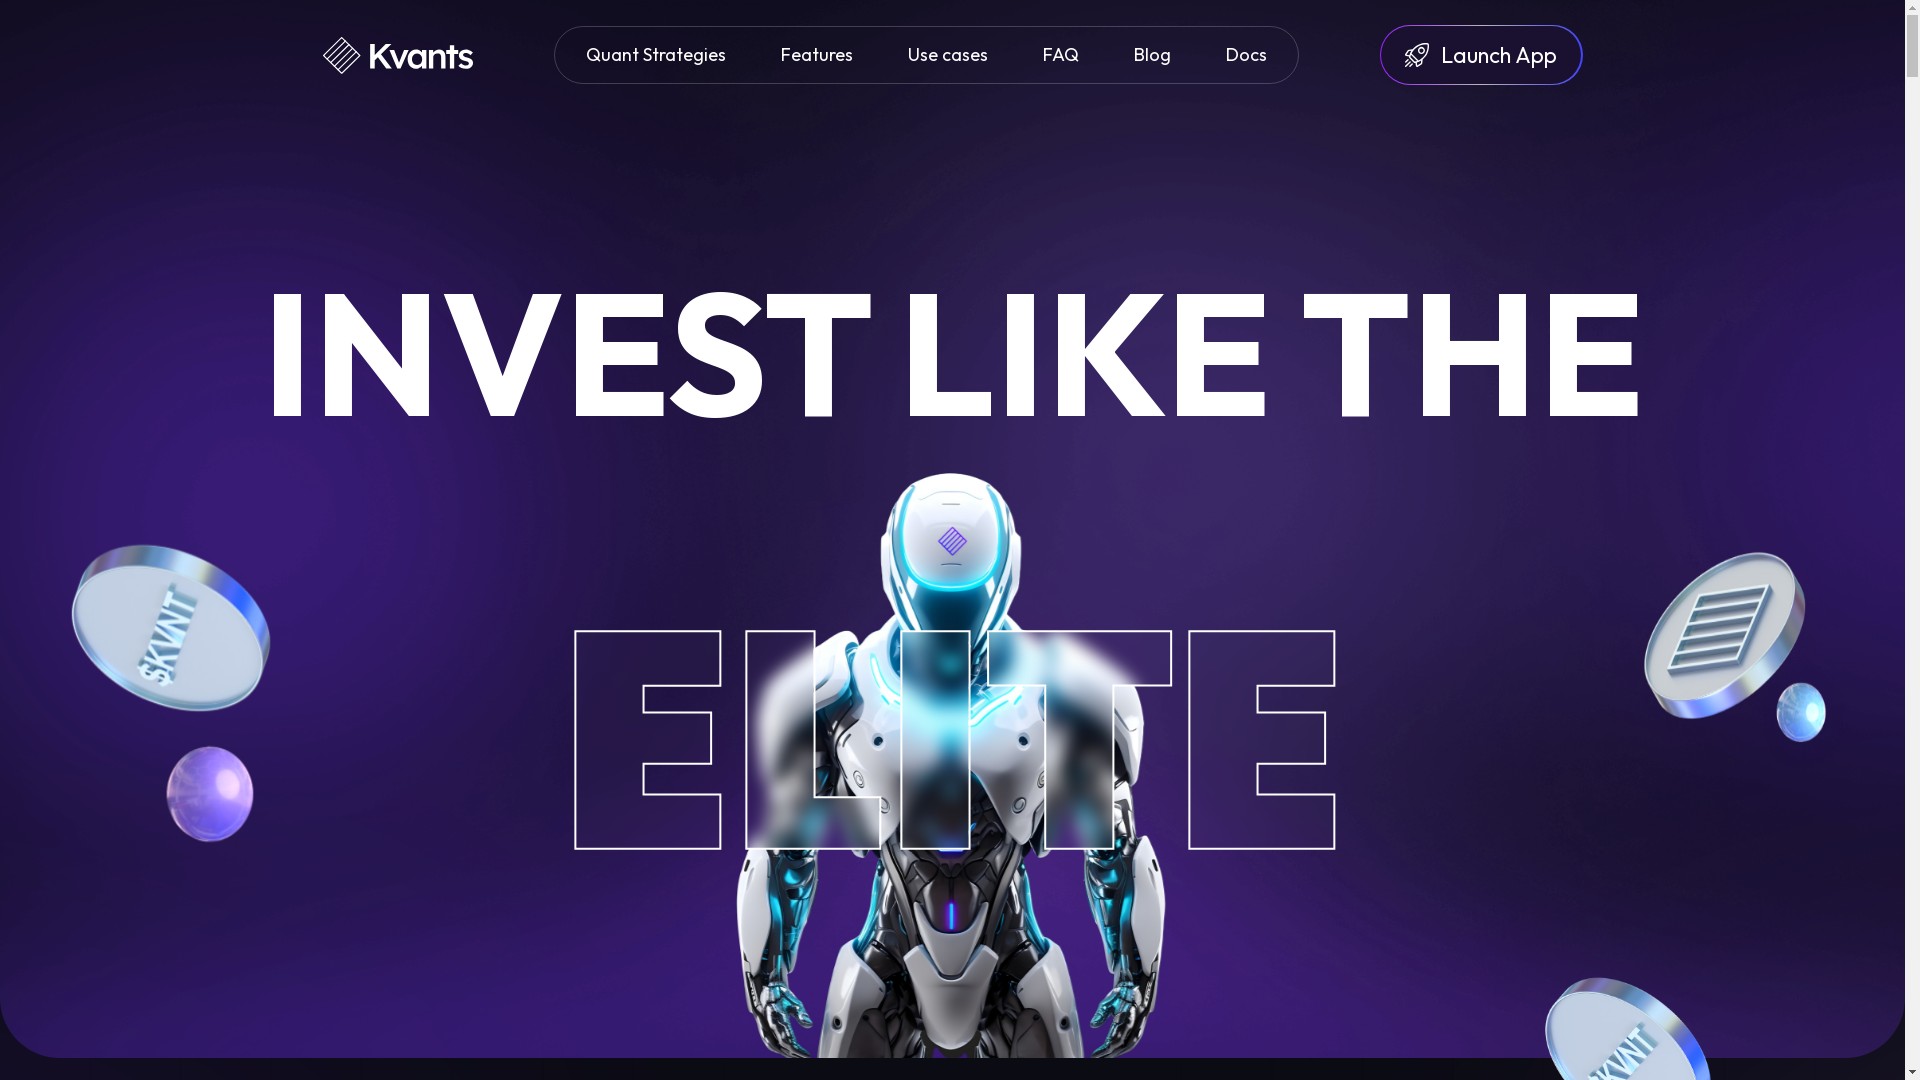 Kvants
Quant Strategies
Features
Use cases
FAQ
Blog
Docs
Launch App
INVEST LIKE THE
ELITE
$KVNT
$KVNT